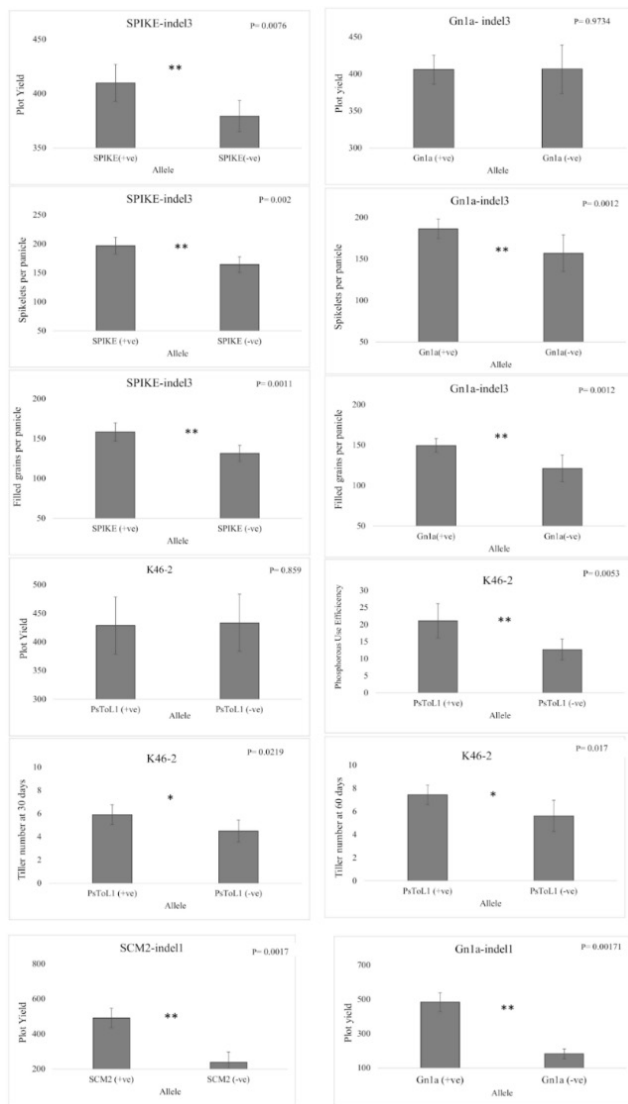 SPIKE-indel3
P= 0.0076
Plot Yield
450
400
350
**
SPIKE(+ve) SPIKE(-ve)
Allele
Gn1a- indel3
P= 0.9734
Plot yield
450
400
350
300
Gn1a (+ve) Gn1a (-ve)
Allele
SPIKE-indel3
P= 0.002
Spikelets per panicle
250
200
150
100
50
**
SPIKE (+ve) SPIKE (-ve)
Allele
Gn1a-indel3
P= 0.0012
Spikelets per panicle
200
150
100
50
**
Gn1a(+ve) Gn1a (-ve)
Allele
SPIKE-indel3
P= 0.0011
Filled grains per panicle
200
150
100
50
**
SPIKE (+ve) SPIKE (-ve)
Allele
Gn1a-indel3
P= 0.0012
Filled grains per panicle
200
150
100
50
**
Gn1a(+ve) Gn1a(-ve)
Allele
K46-2
P= 0.859
Plot Yield
500
450
400
350
300
PsToL1 (+ve) PsToL1 (-ve)
Allele
K46-2
P= 0.0053
Phosphorous Use Efficicency
30
25
20
15
10
5
0
**
PsToL1 (+ve) PsToL1 (-ve)
Allele
K46-2
P= 0.0219
Tiller number at 30 days
10
8
6
4
2
0
*
PsToL1 (+ve) PsToL1 (-ve)
Allele
K46-2
P= 0.017
Tiller number at 60 days
10
8
6
4
2
0
*
PsToL1 (+ve) PsToL1 (-ve)
Allele
SCM2-indel1
P= 0.0017
Plot Yield
800
600
400
200
**
SCM2 (+ve) SCM2 (-ve)
Allele
Gn1a-indel1
P= 0.00171
Plot yield
700
500
300
100
**
Gn1a (+ve) Gn1a (-ve)
Allele